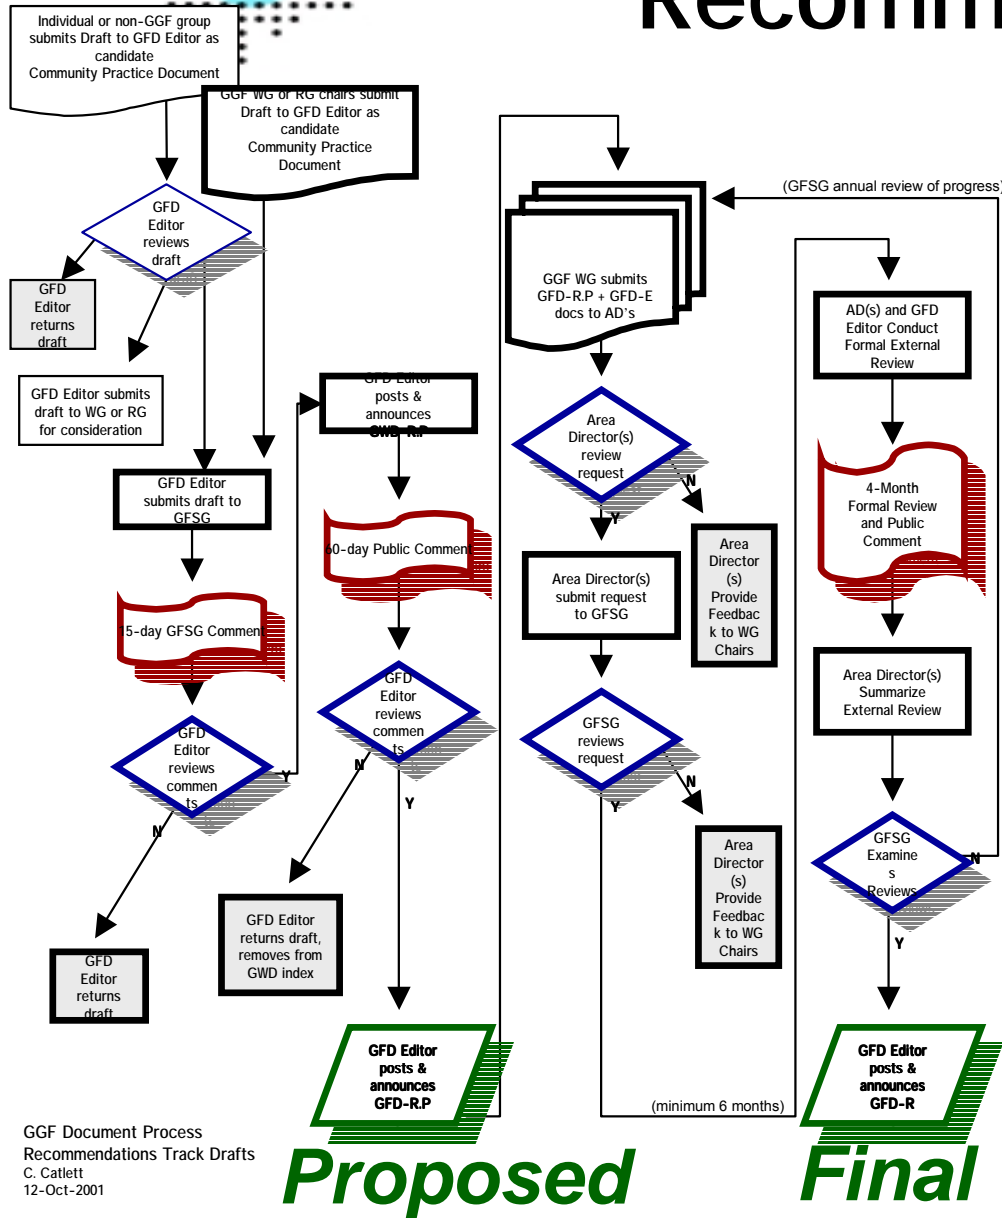 Recomm
Individual or non-GGF group
submits Draft to GFD Editor as
candidate
Community Practice Document
GGF WG or RG chairs submit
Draft to GFD Editor as
candidate
Community Practice
Document
GFD
Editor
reviews
draft
GFD
Editor
returns
draft
GFD Editor submits
draft to WG or RG
for consideration
GFD Editor
submits draft to
GFSG
15-day GFSG Comment
GFD
Editor
reviews
commen
ts
Y
N
GFD
Editor
returns
draft
GFD Editor
posts &
announces
GWD-R.P
60-day Public Comment
GFD
Editor
reviews
commen
ts
N
Y
GFD Editor
returns draft,
removes from
GWD index
GFD Editor
posts &
announces
GFD-R.P
Proposed
(GFSG annual review of progress)
GGF WG submits
GFD-R.P + GFD-E
docs to AD's
Area
Director(s)
review
request
N
Y
Area
Director
(s)
Provide
Feedbac
k to WG
Chairs
Area Director(s)
submit request
to GFSG
GFSG
reviews
request
N
Y
Area
Director
(s)
Provide
Feedbac
k to WG
Chairs
(minimum 6 months)
AD(s) and GFD
Editor Conduct
Formal External
Review
4-Month
Formal Review
and Public
Comment
Area Director(s)
Summarize
External Review
GFSG
Examine
s
Reviews
N
Y
GFD Editor
posts &
announces
GFD-R
Final
GGF Document Process
Recommendations Track Drafts
C. Catlett
12-Oct-2001